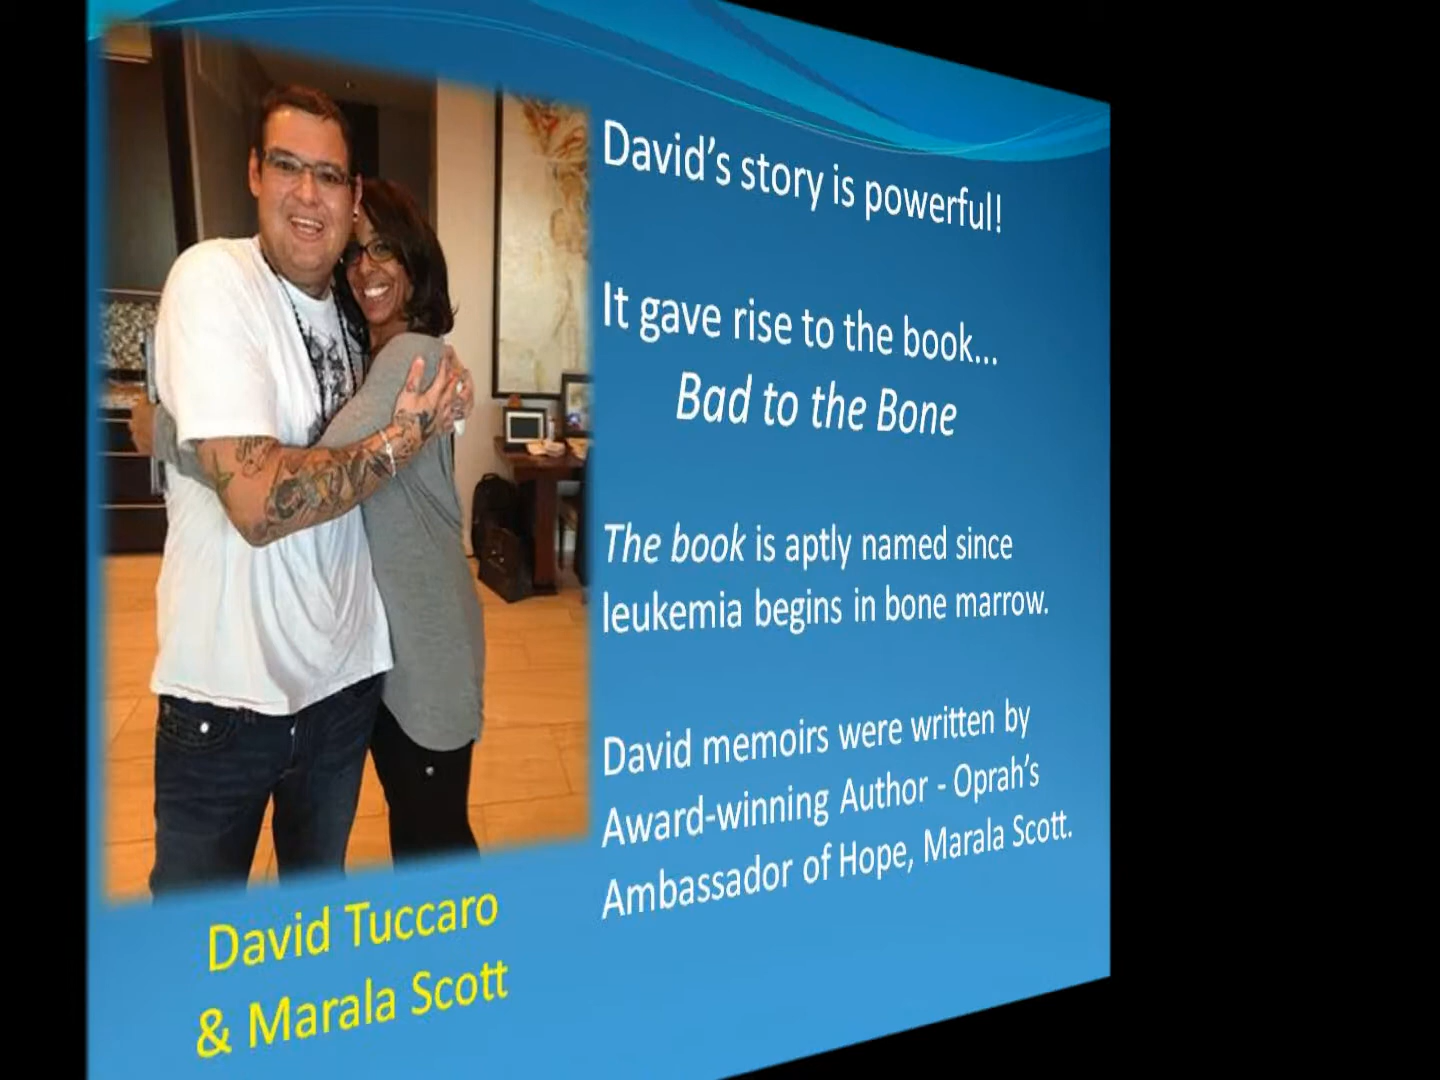 David's story is powerful!
It gave rise to the book...
Bad to the Bone
The book is aptly named since
leukemia begins in bone marrow.
David memoirs were written by
Award-winning Author - Oprah's
Ambassador of Hope, Marala Scott.
David Tuccaro
& Marala Scott